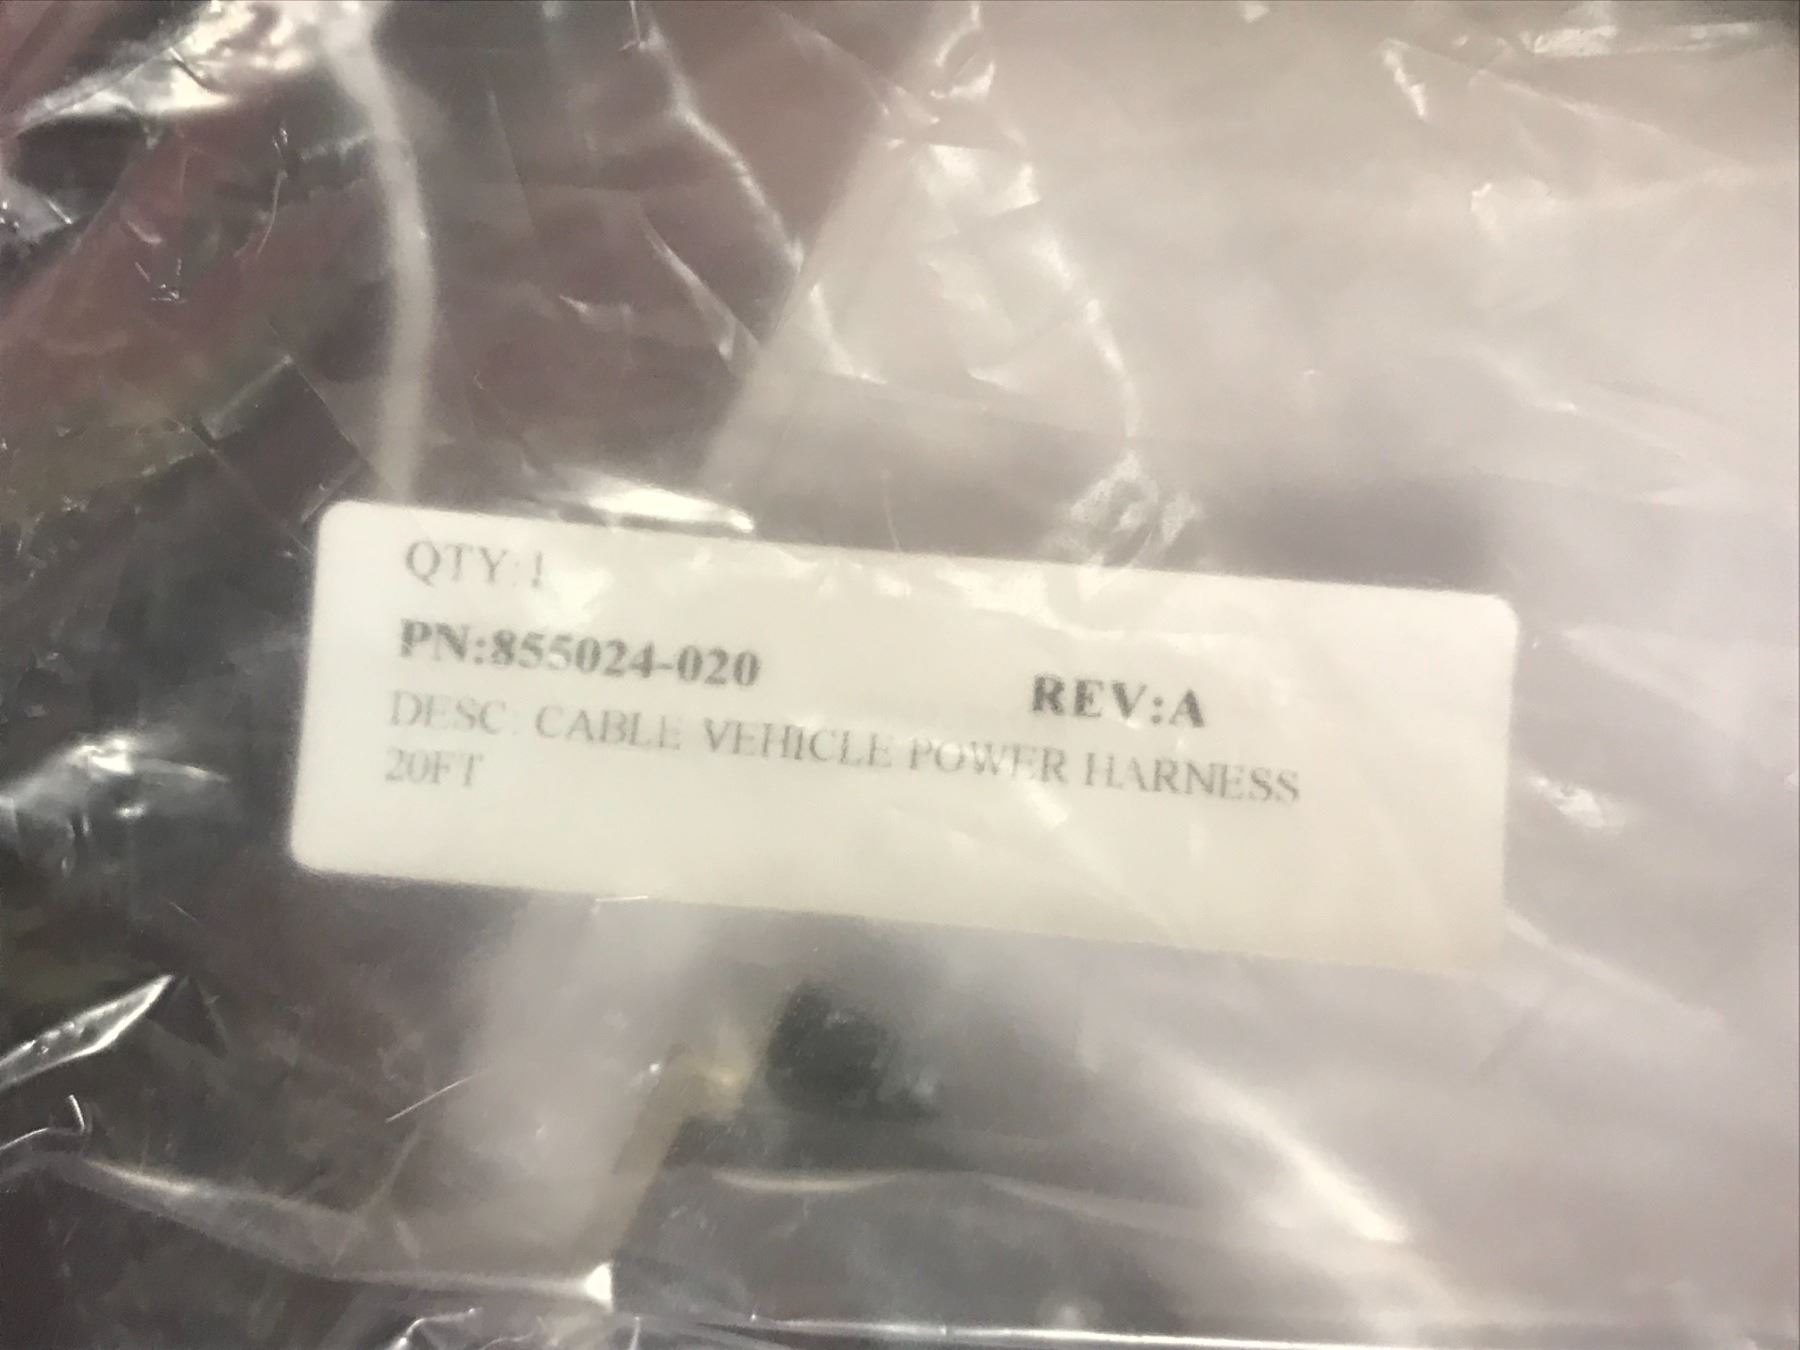 QTY: 1
PN:855024-020 REV:A
DESC: CABLE VEHICLE POWER HARNESS
20FT